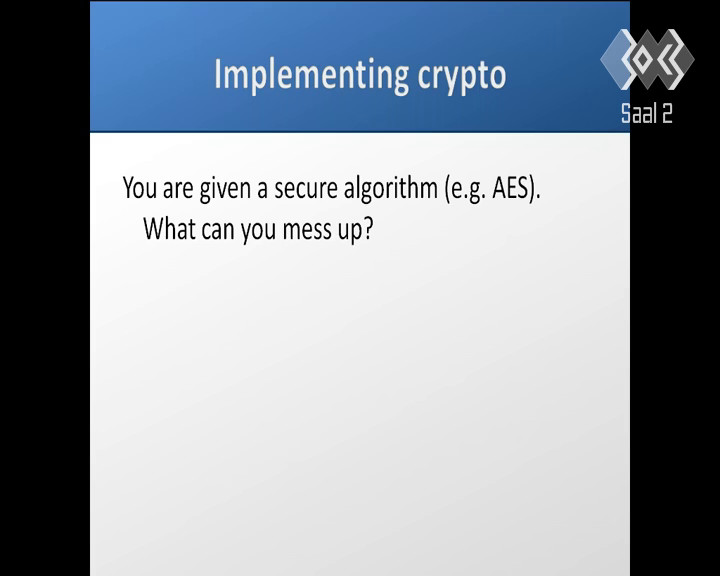 Implementing crypto
Saal 2
You are given a secure algorithm (e.g. AES).
What can you mess up?